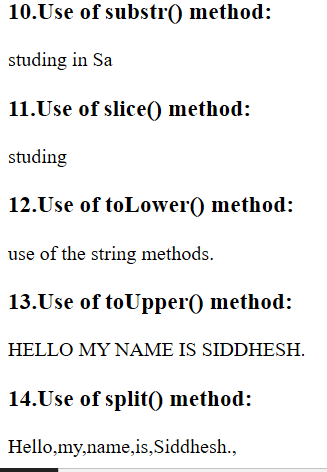 10.Use of substr() method:
studing in Sa
11.Use of slice() method:
studing
12.Use of toLower() method:
use of the string methods.
13.Use of toUpper() method:
HELLO MY NAME IS SIDDHESH.
14.Use of split() method:
Hello,my,name,is,Siddhesh.,